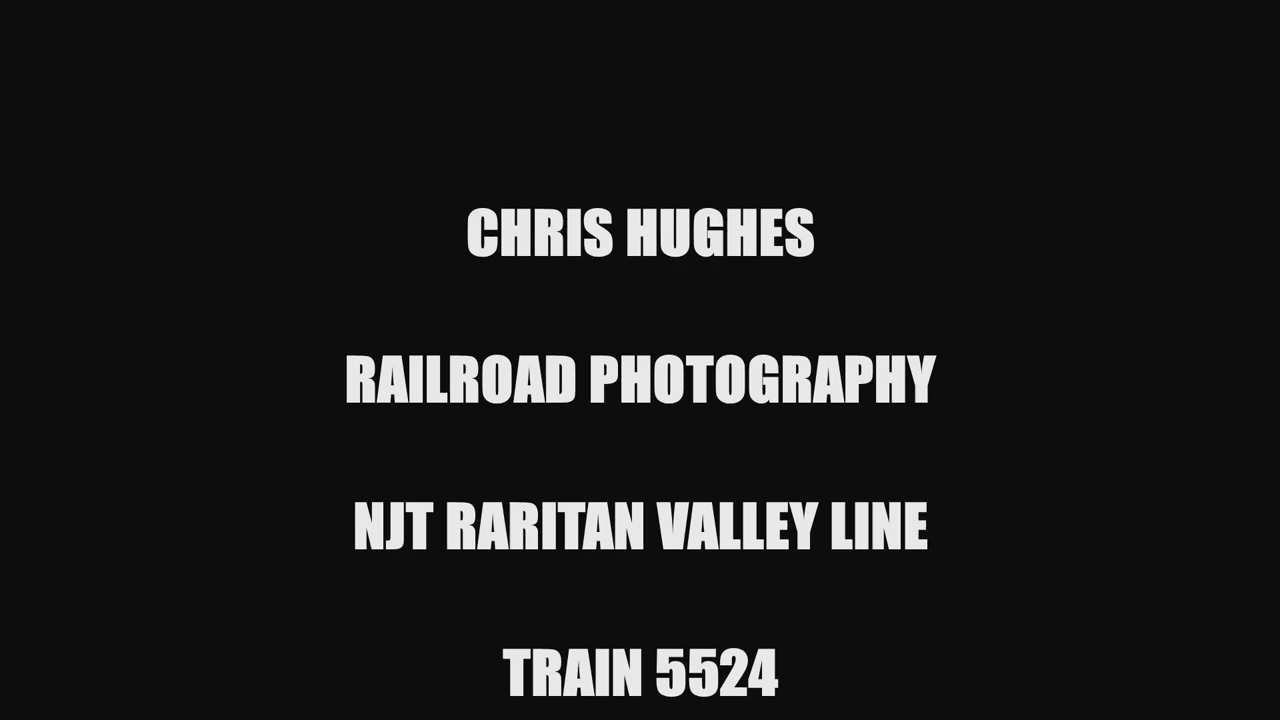 CHRIS HUGHES
RAILROAD PHOTOGRAPHY
NJT RARITAN VALLEY LINE
TRAIN 5524